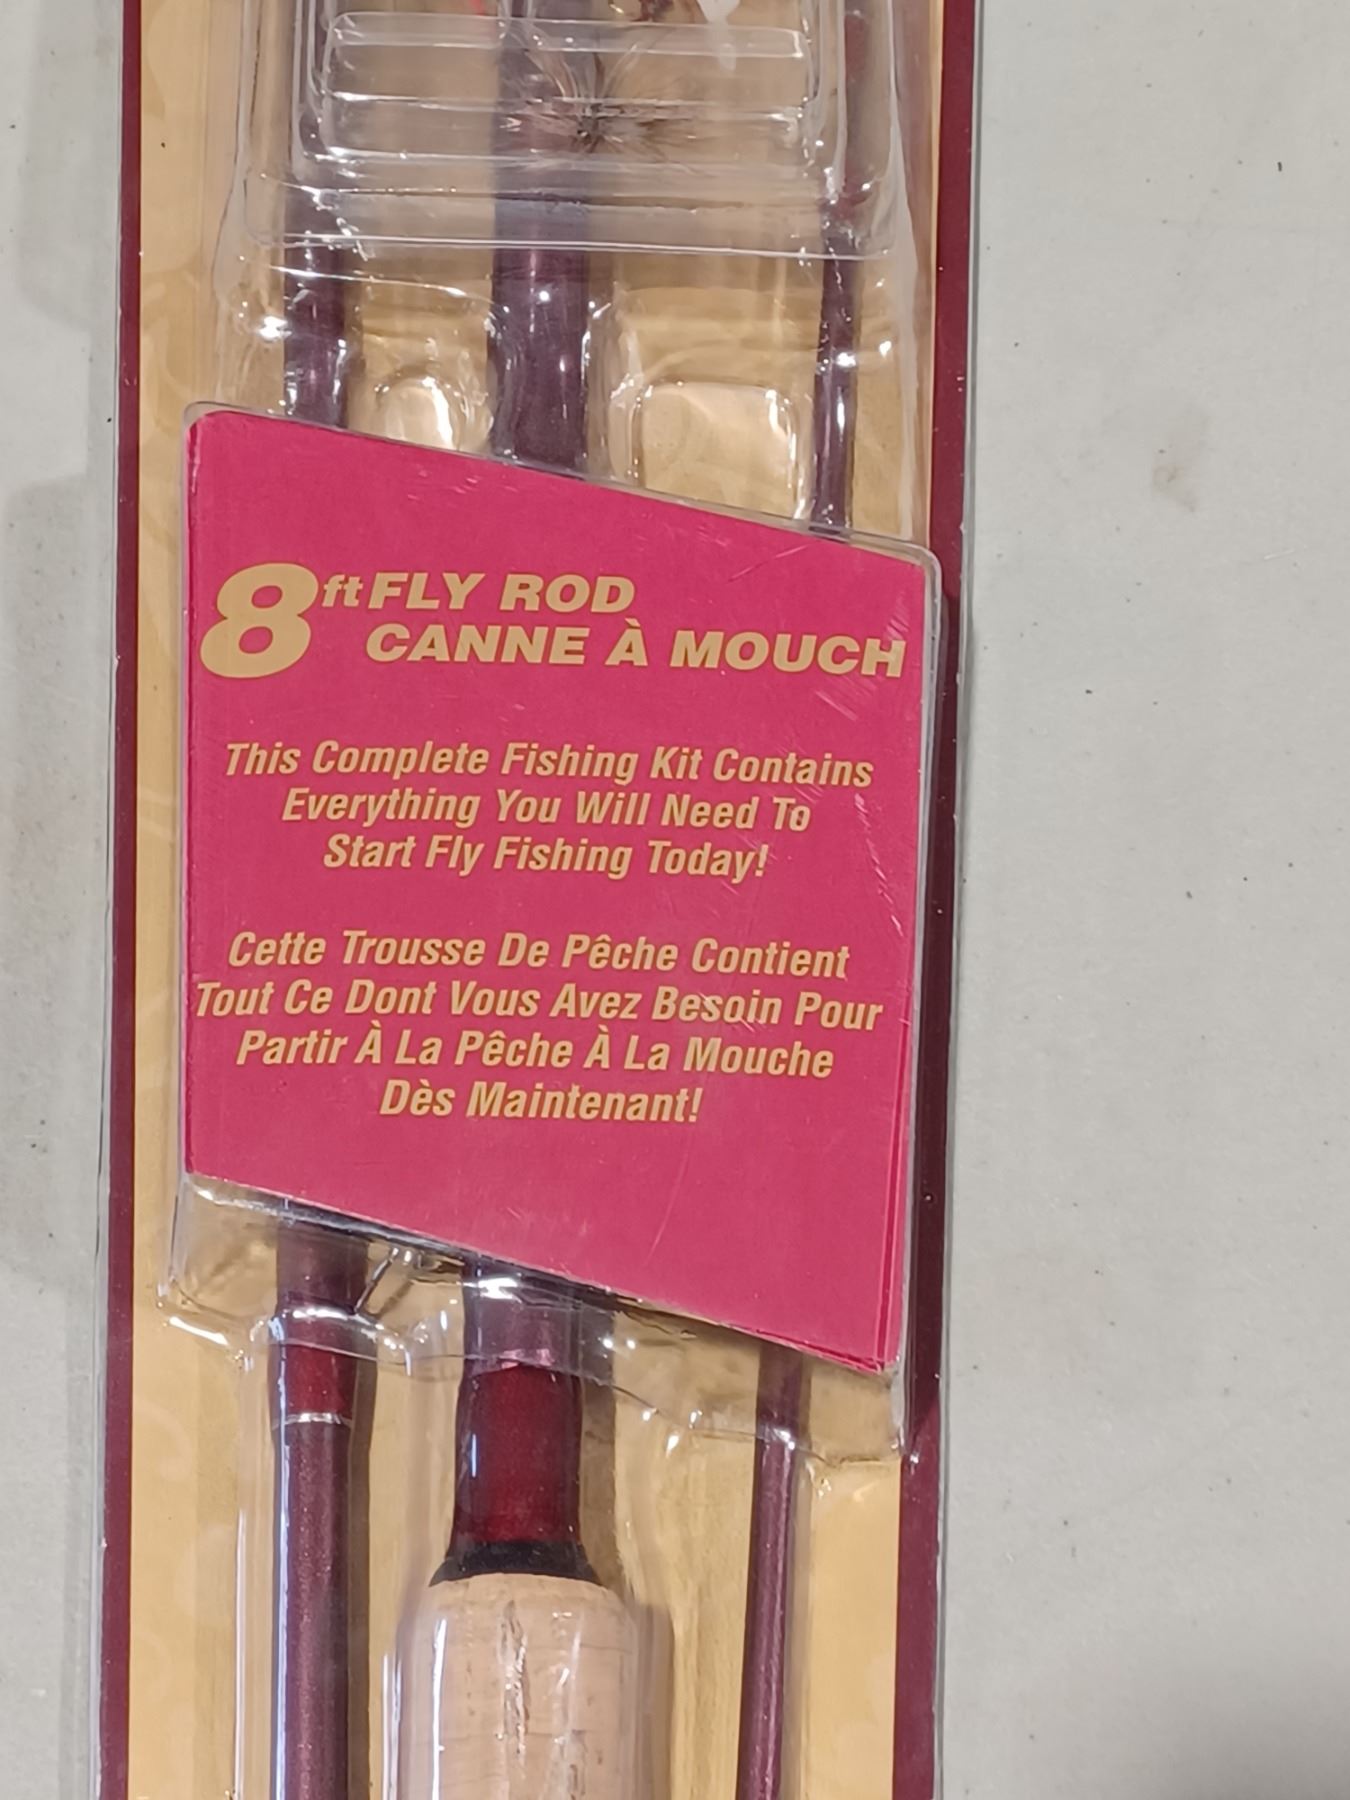 8ft FLY ROD
CANNE À MOUCH
This Complete Fishing Kit Contains
Everything You Will Need To
Start Fly Fishing Today!
Cette Trousse De Pêche Contient
Tout Ce Dont Vous Avez Besoin Pour
Partir À La Pêche À La Mouche
Dès Maintenant!